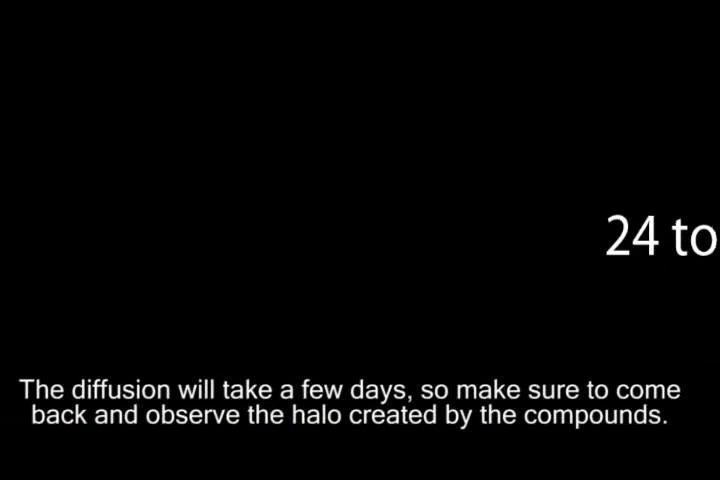 24 to
The diffusion will take a few days, so make sure to come
back and observe the halo created by the compounds.